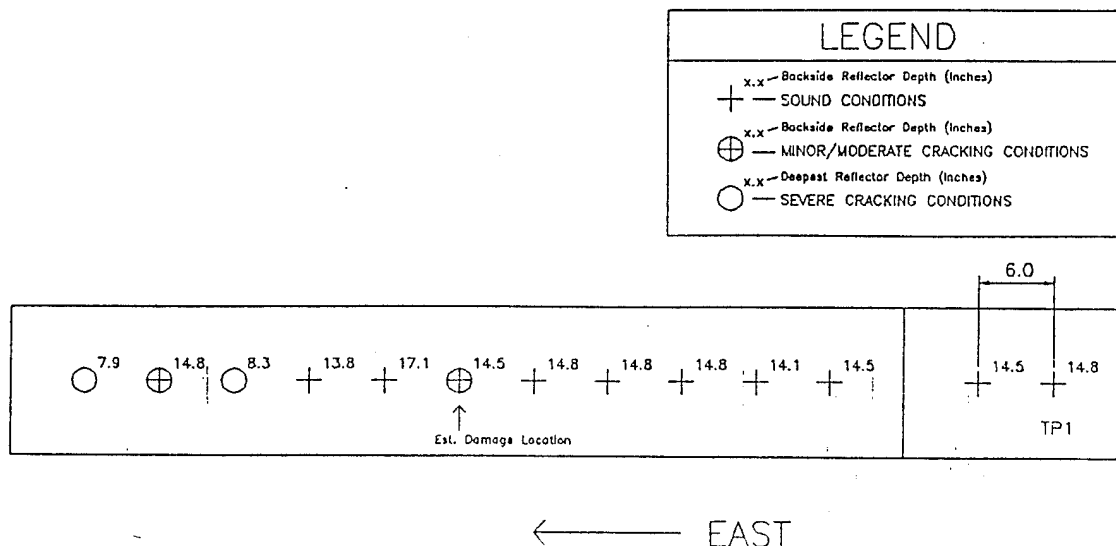 LEGEND
x.x Backside Reflector Depth (Inches)
SOUND CONDITIONS
x.x Backside Reflector Depth (Inches)
MINOR/MODERATE CRACKING CONDITIONS
x.x Deepest Reflector Depth (Inches)
SEVERE CRACKING CONDITIONS
6.0
7.9 14.8 8.3 13.8 17.1 14.5 14.8 14.8 14.8 14.1 14.5 14.5 14.8
Est. Damage Location
TP1
EAST